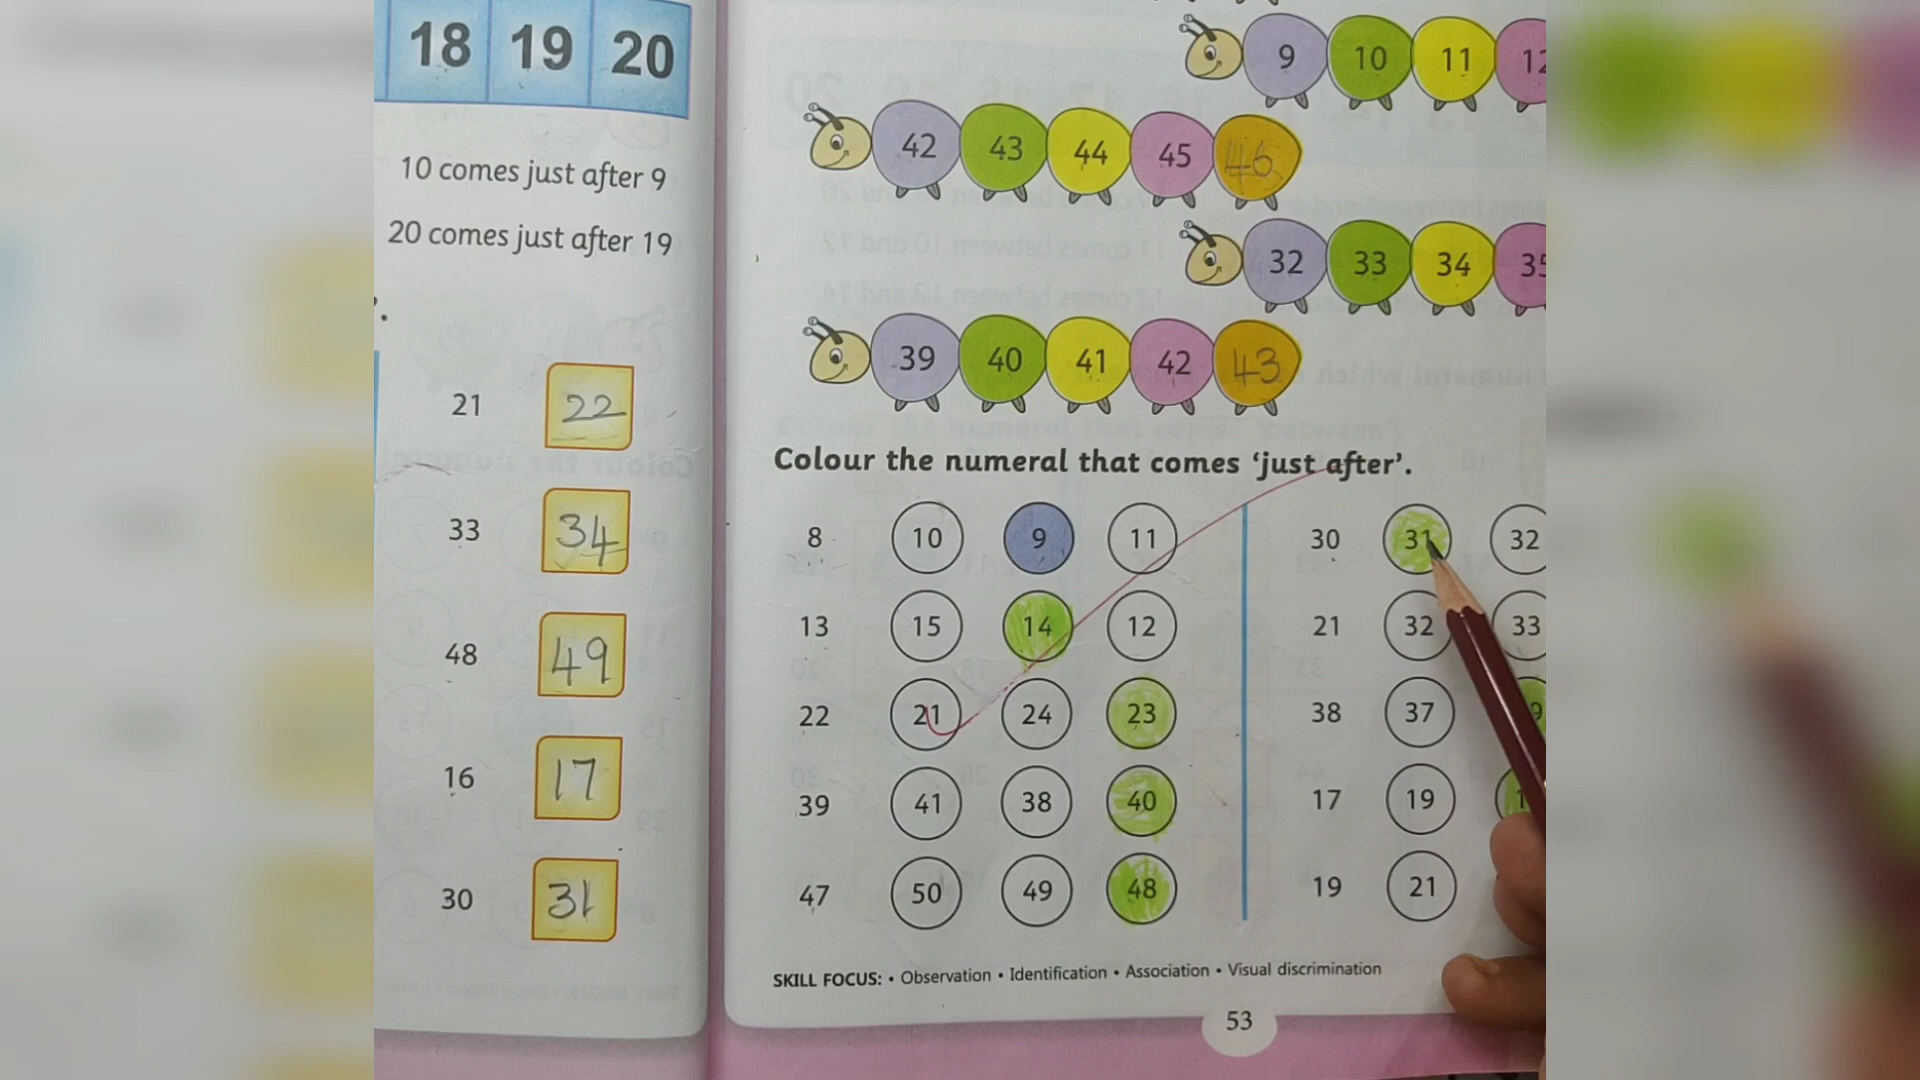 18 19 20
10 comes just after 9
20 comes just after 19
21 22
33 34
48 49
16 17
30 31
9 10 11
42 43 44 45 46
32 33 34
39 40 41 42 43
Colour the numeral that comes ‘just after’.
8 10 9 11
13 15 14 12
22 21 24 23
39 41 38 40
47 50 49 48
30 31 32
21 32 33
38 37
17 19
19 21
SKILL FOCUS: • Observation • Identification • Association • Visual discrimination
53